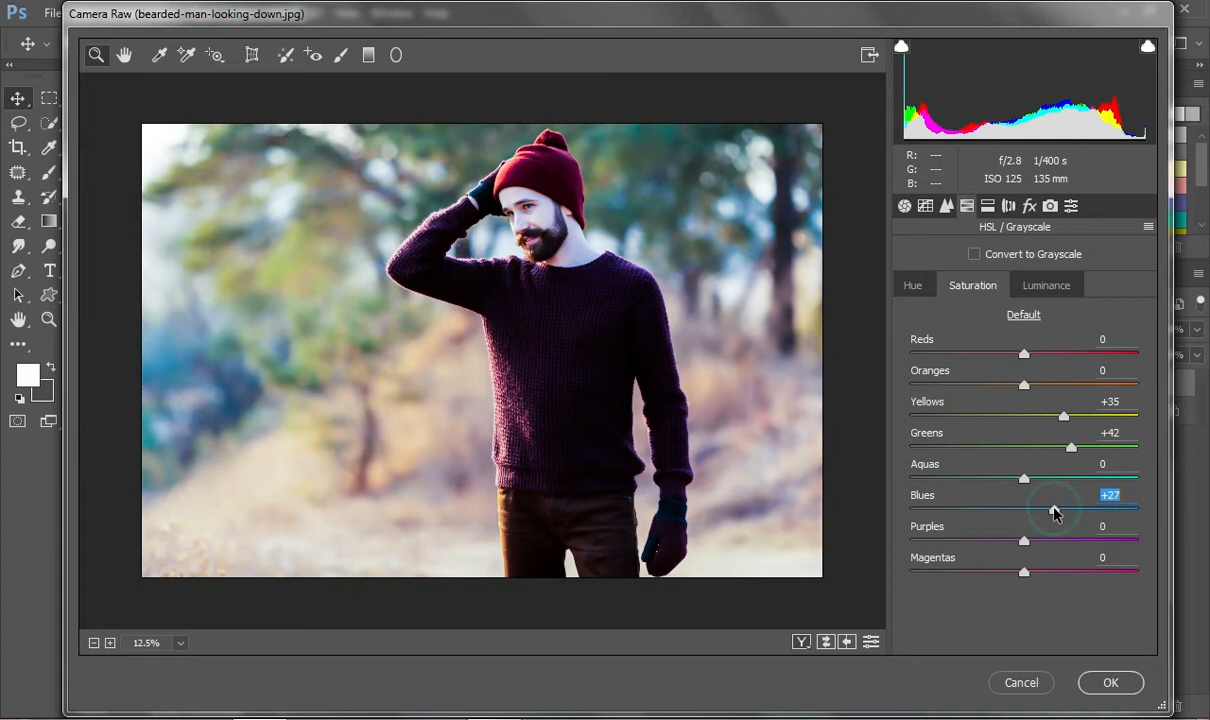 Ps File
Camera Raw (bearded-man-looking-down.jpg)
R: ---
G: ---
B: ---
f/2.8 1/400 s
ISO 125 135 mm
HSL / Grayscale
Convert to Grayscale
Hue Saturation Luminance
Default
Reds 0
Oranges 0
Yellows +35
Greens +42
Aquas 0
Blues +27
Purples 0
Magentas 0
12.5%
Y
Cancel OK